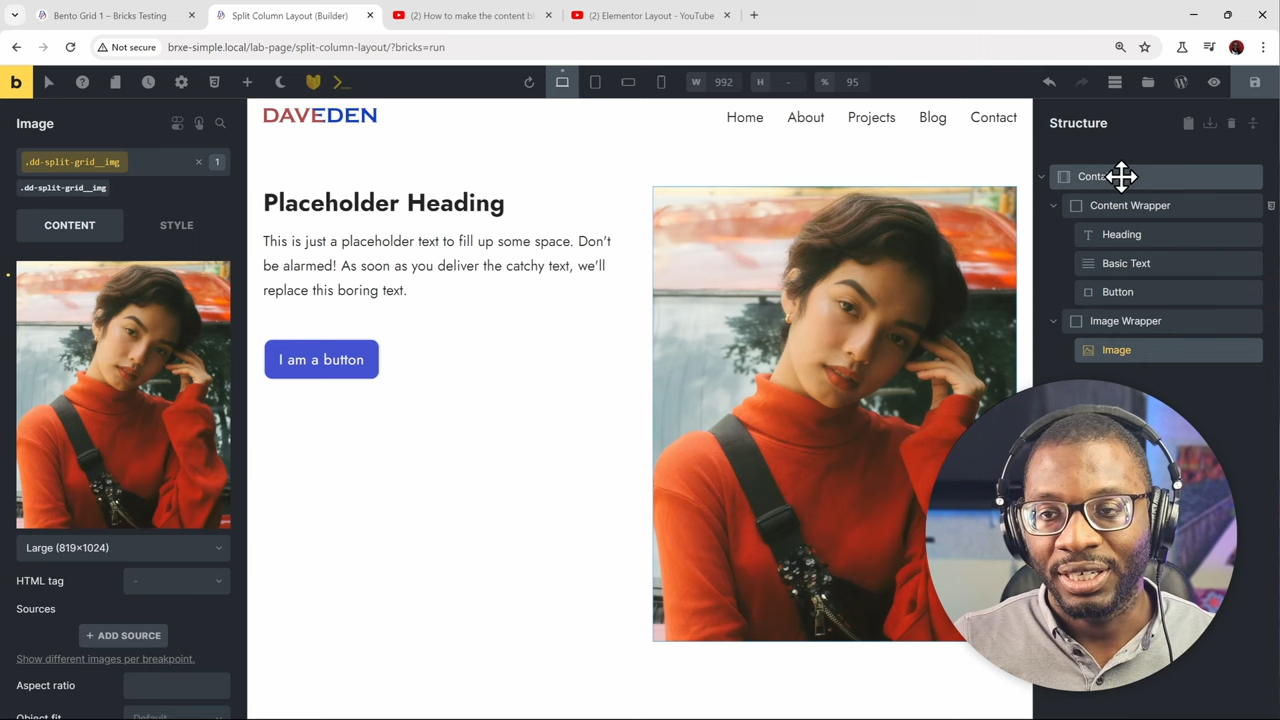 Bento Grid 1 – Bricks Testing
Split Column Layout (Builder)
(2) How to make the content bl
(2) Elementor Layout - YouTube
Not secure
brxe-simple.local/lab-page/split-column-layout/?bricks=run
b
W 992 H - % 95
Image
.dd-split-grid__img
1
.dd-split-grid__img
CONTENT
STYLE
Large (819×1024)
HTML tag
-
Sources
+ ADD SOURCE
Show different images per breakpoint.
Aspect ratio
Object fit
Default
DAVEDEN
Home
About
Projects
Blog
Contact
Placeholder Heading
This is just a placeholder text to fill up some space. Don't
be alarmed! As soon as you deliver the catchy text, we'll
replace this boring text.
I am a button
Structure
Conta
Content Wrapper
Heading
Basic Text
Button
Image Wrapper
Image